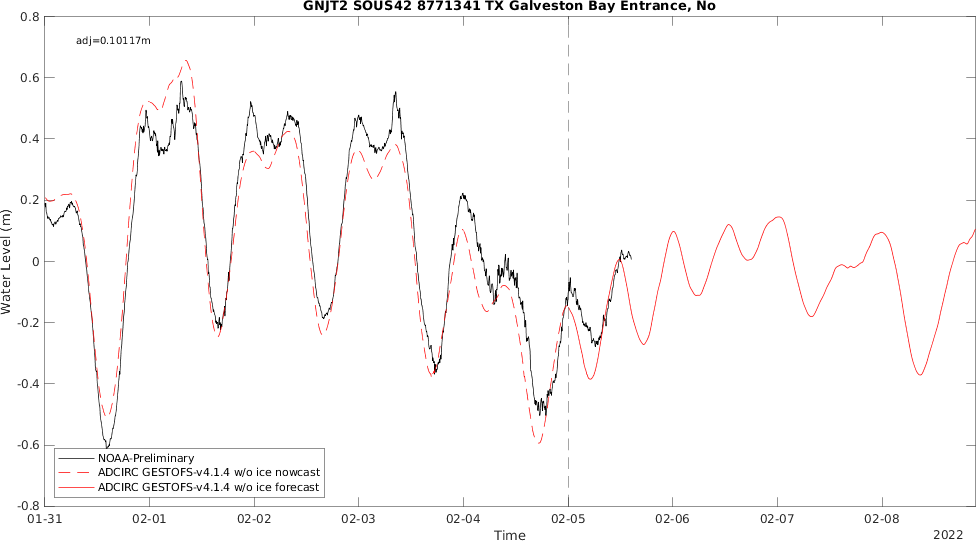 GNJT2 SOUS42 8771341 TX Galveston Bay Entrance, No
adj=0.10117m
0.8
0.6
0.4
0.2
0
-0.2
-0.4
-0.6
-0.8
Water Level (m)
NOAA-Preliminary
ADCIRC GESTOFS-v4.1.4 w/o ice nowcast
ADCIRC GESTOFS-v4.1.4 w/o ice forecast
01-31 02-01 02-02 02-03 02-04 02-05 02-06 02-07 02-08
Time
2022